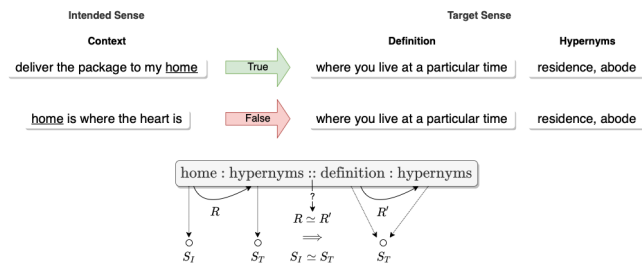 Intended Sense Target Sense
Context Definition Hypernyms
deliver the package to my home True where you live at a particular time residence, abode
home is where the heart is False where you live at a particular time residence, abode
home : hypernyms :: definition : hypernyms
?
R R ≃ R′ R′
⟹
S_I S_T S_I ≃ S_T S_T